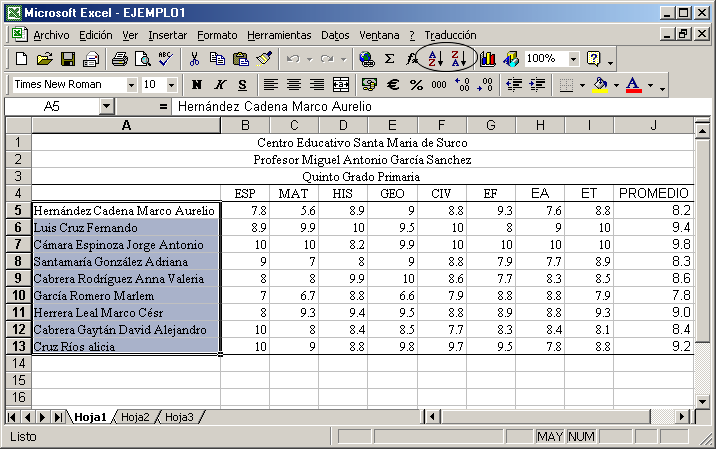 Microsoft Excel - EJEMPLO1
Archivo Edición Ver Insertar Formato Herramientas Datos Ventana ? Traducción
Σ fx A Z Z A 100% ?
Times New Roman 10 N K S € % 000 A
A5 = Hernández Cadena Marco Aurelio
A B C D E F G H I J
1 Centro Educativo Santa Maria de Surco
2 Profesor Miguel Antonio García Sanchez
3 Quinto Grado Primaria
4 ESP MAT HIS GEO CIV EF EA ET PROMEDIO
5 Hernández Cadena Marco Aurelio 7.8 5.6 8.9 9 8.8 9.3 7.6 8.8 8.2
6 Luis Cruz Fernando 8.9 9.9 10 9.5 10 8 9 10 9.4
7 Cámara Espinoza Jorge Antonio 10 10 8.2 9.9 10 10 10 10 9.8
8 Santamaría González Adriana 9 7 8 9 8.8 7.9 7.7 8.9 8.3
9 Cabrera Rodríguez Anna Valeria 8 8 9.9 10 8.6 7.7 8.3 8.5 8.6
10 García Romero Marlem 7 6.7 8.8 6.6 7.9 8.8 8.8 7.9 7.8
11 Herrera Leal Marco Césr 8 9.3 9.4 9.5 8.8 8.9 8.8 9.3 9.0
12 Cabrera Gaytán David Alejandro 10 8 8.4 8.5 7.7 8.3 8.4 8.1 8.4
13 Cruz Ríos alicia 10 9 8.8 9.8 9.7 9.5 7.8 8.8 9.2
14
15
16
Hoja1 Hoja2 Hoja3
Listo MAY NUM